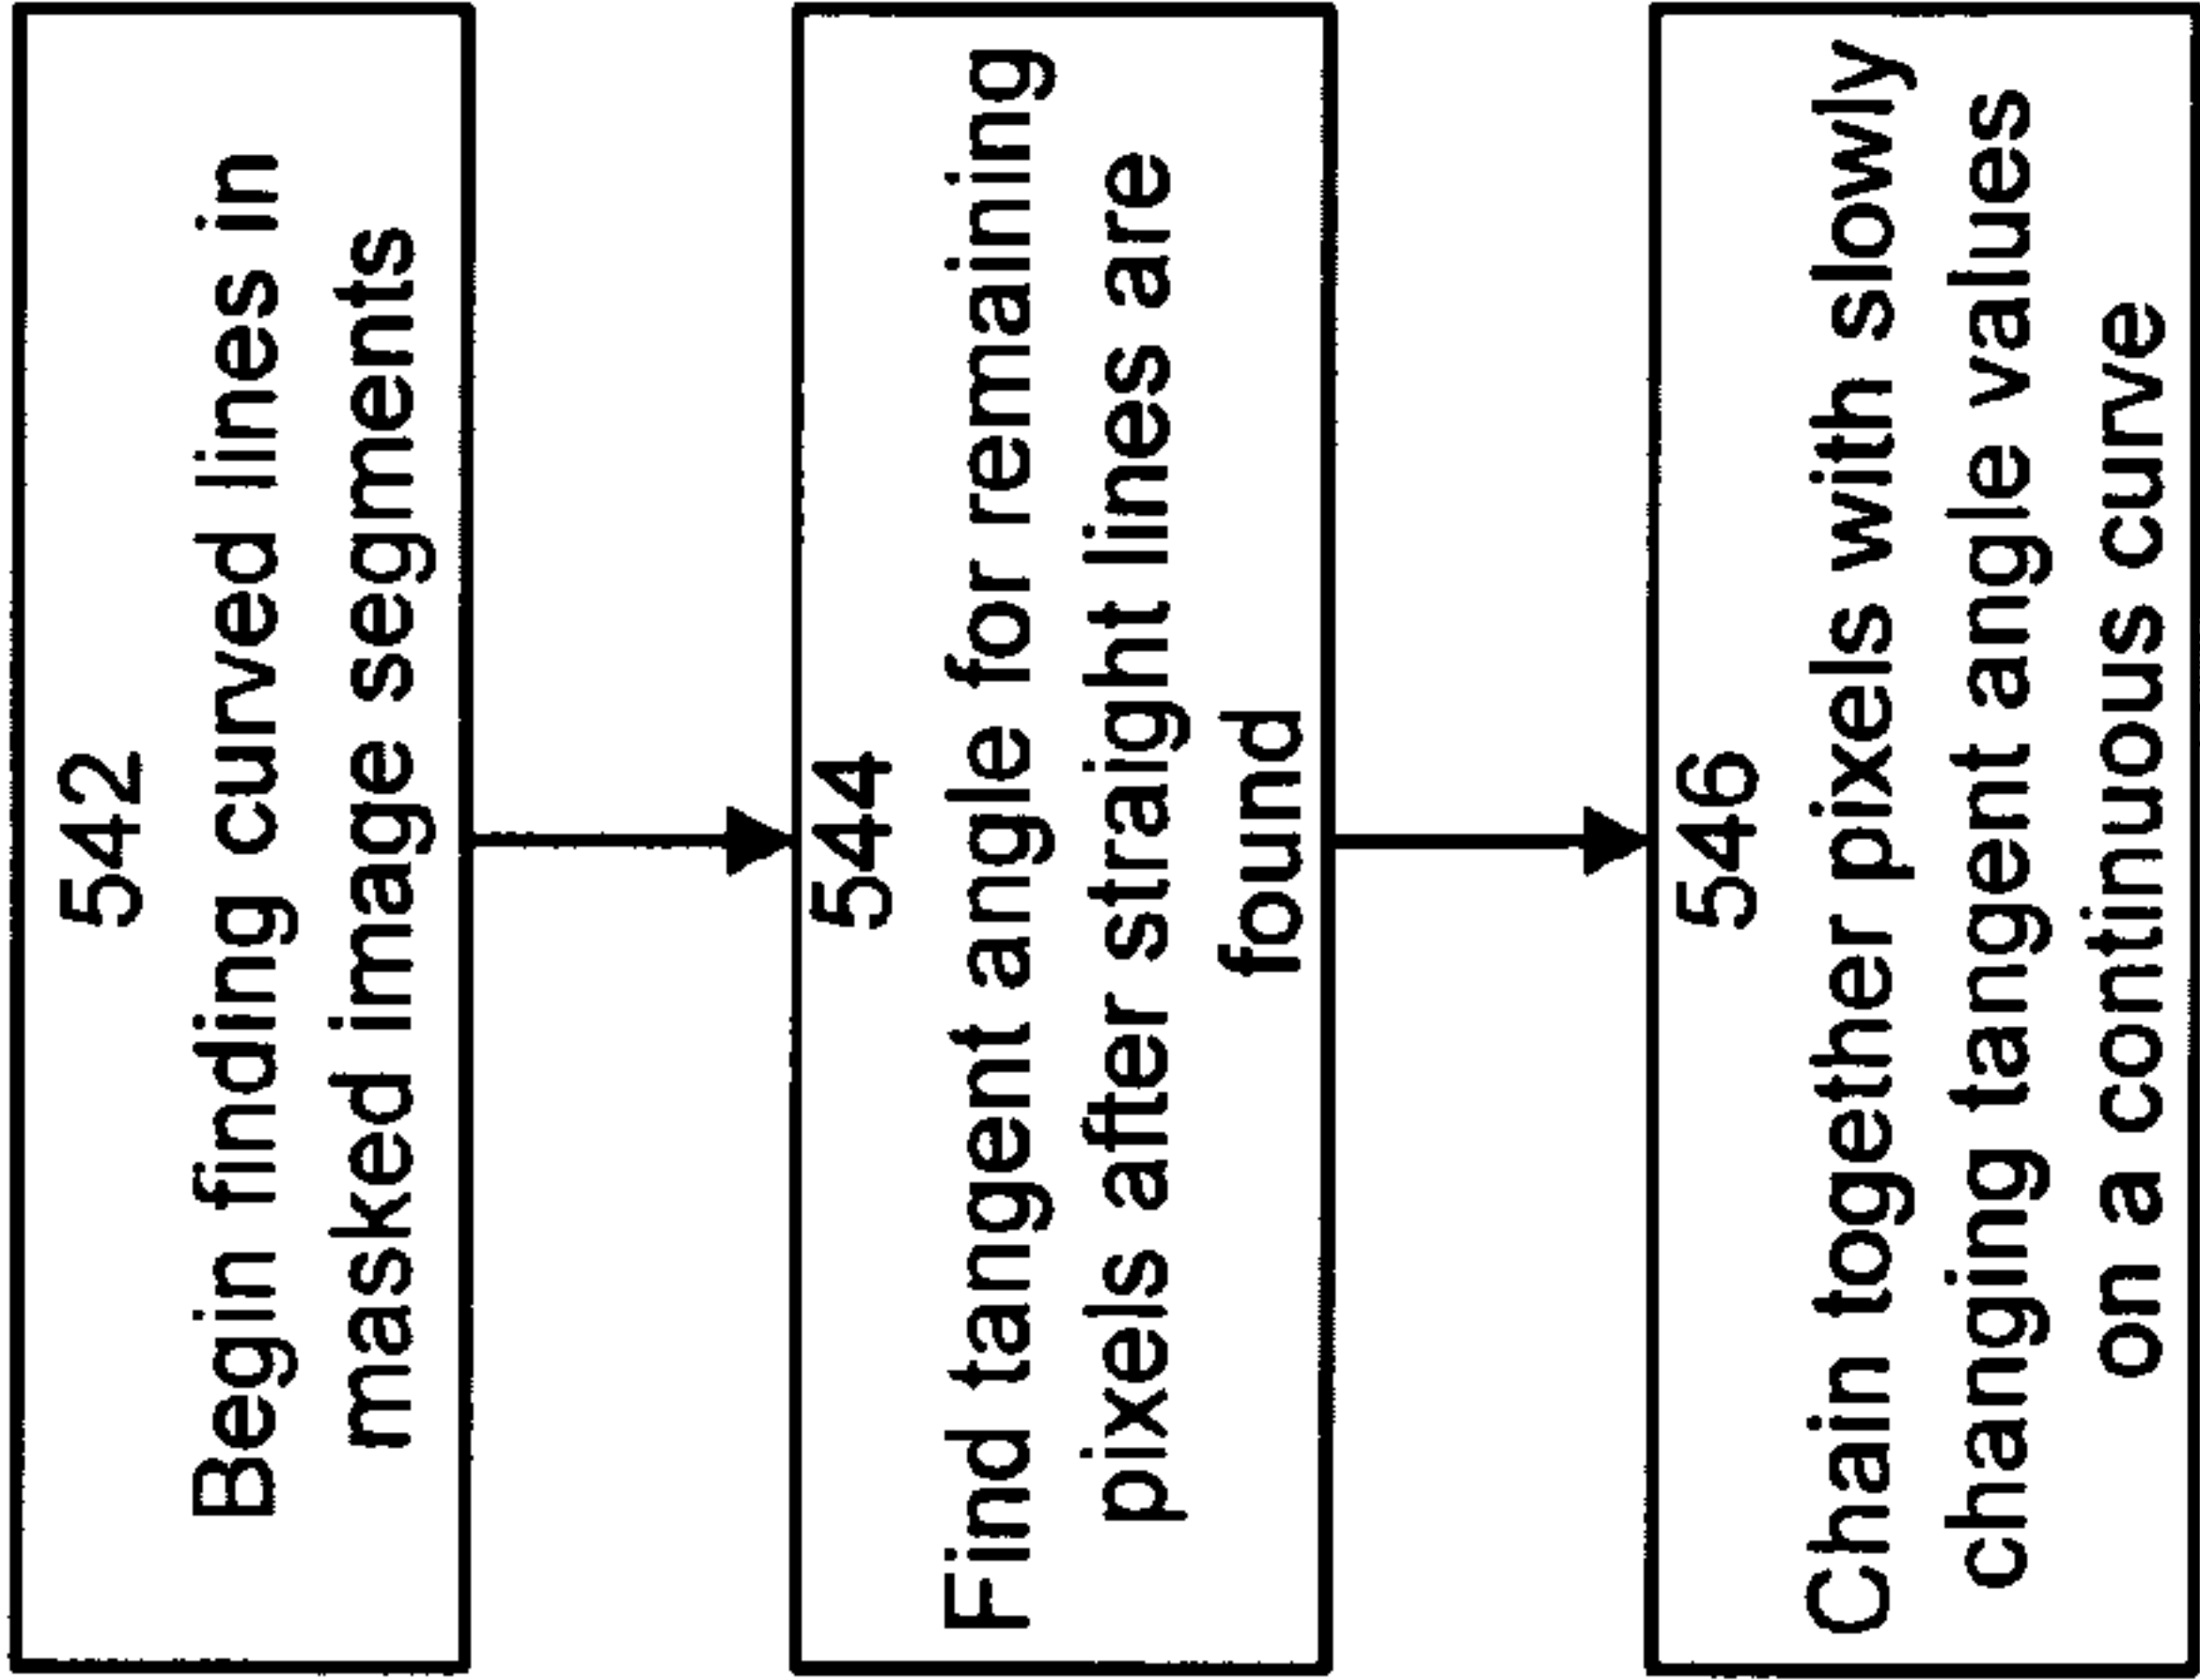 542
Begin finding curved lines in
masked image segments
544
Find tangent angle for remaining
pixels after straight lines are
found
546
Chain together pixels with slowly
changing tangent angle values
on a continuous curve